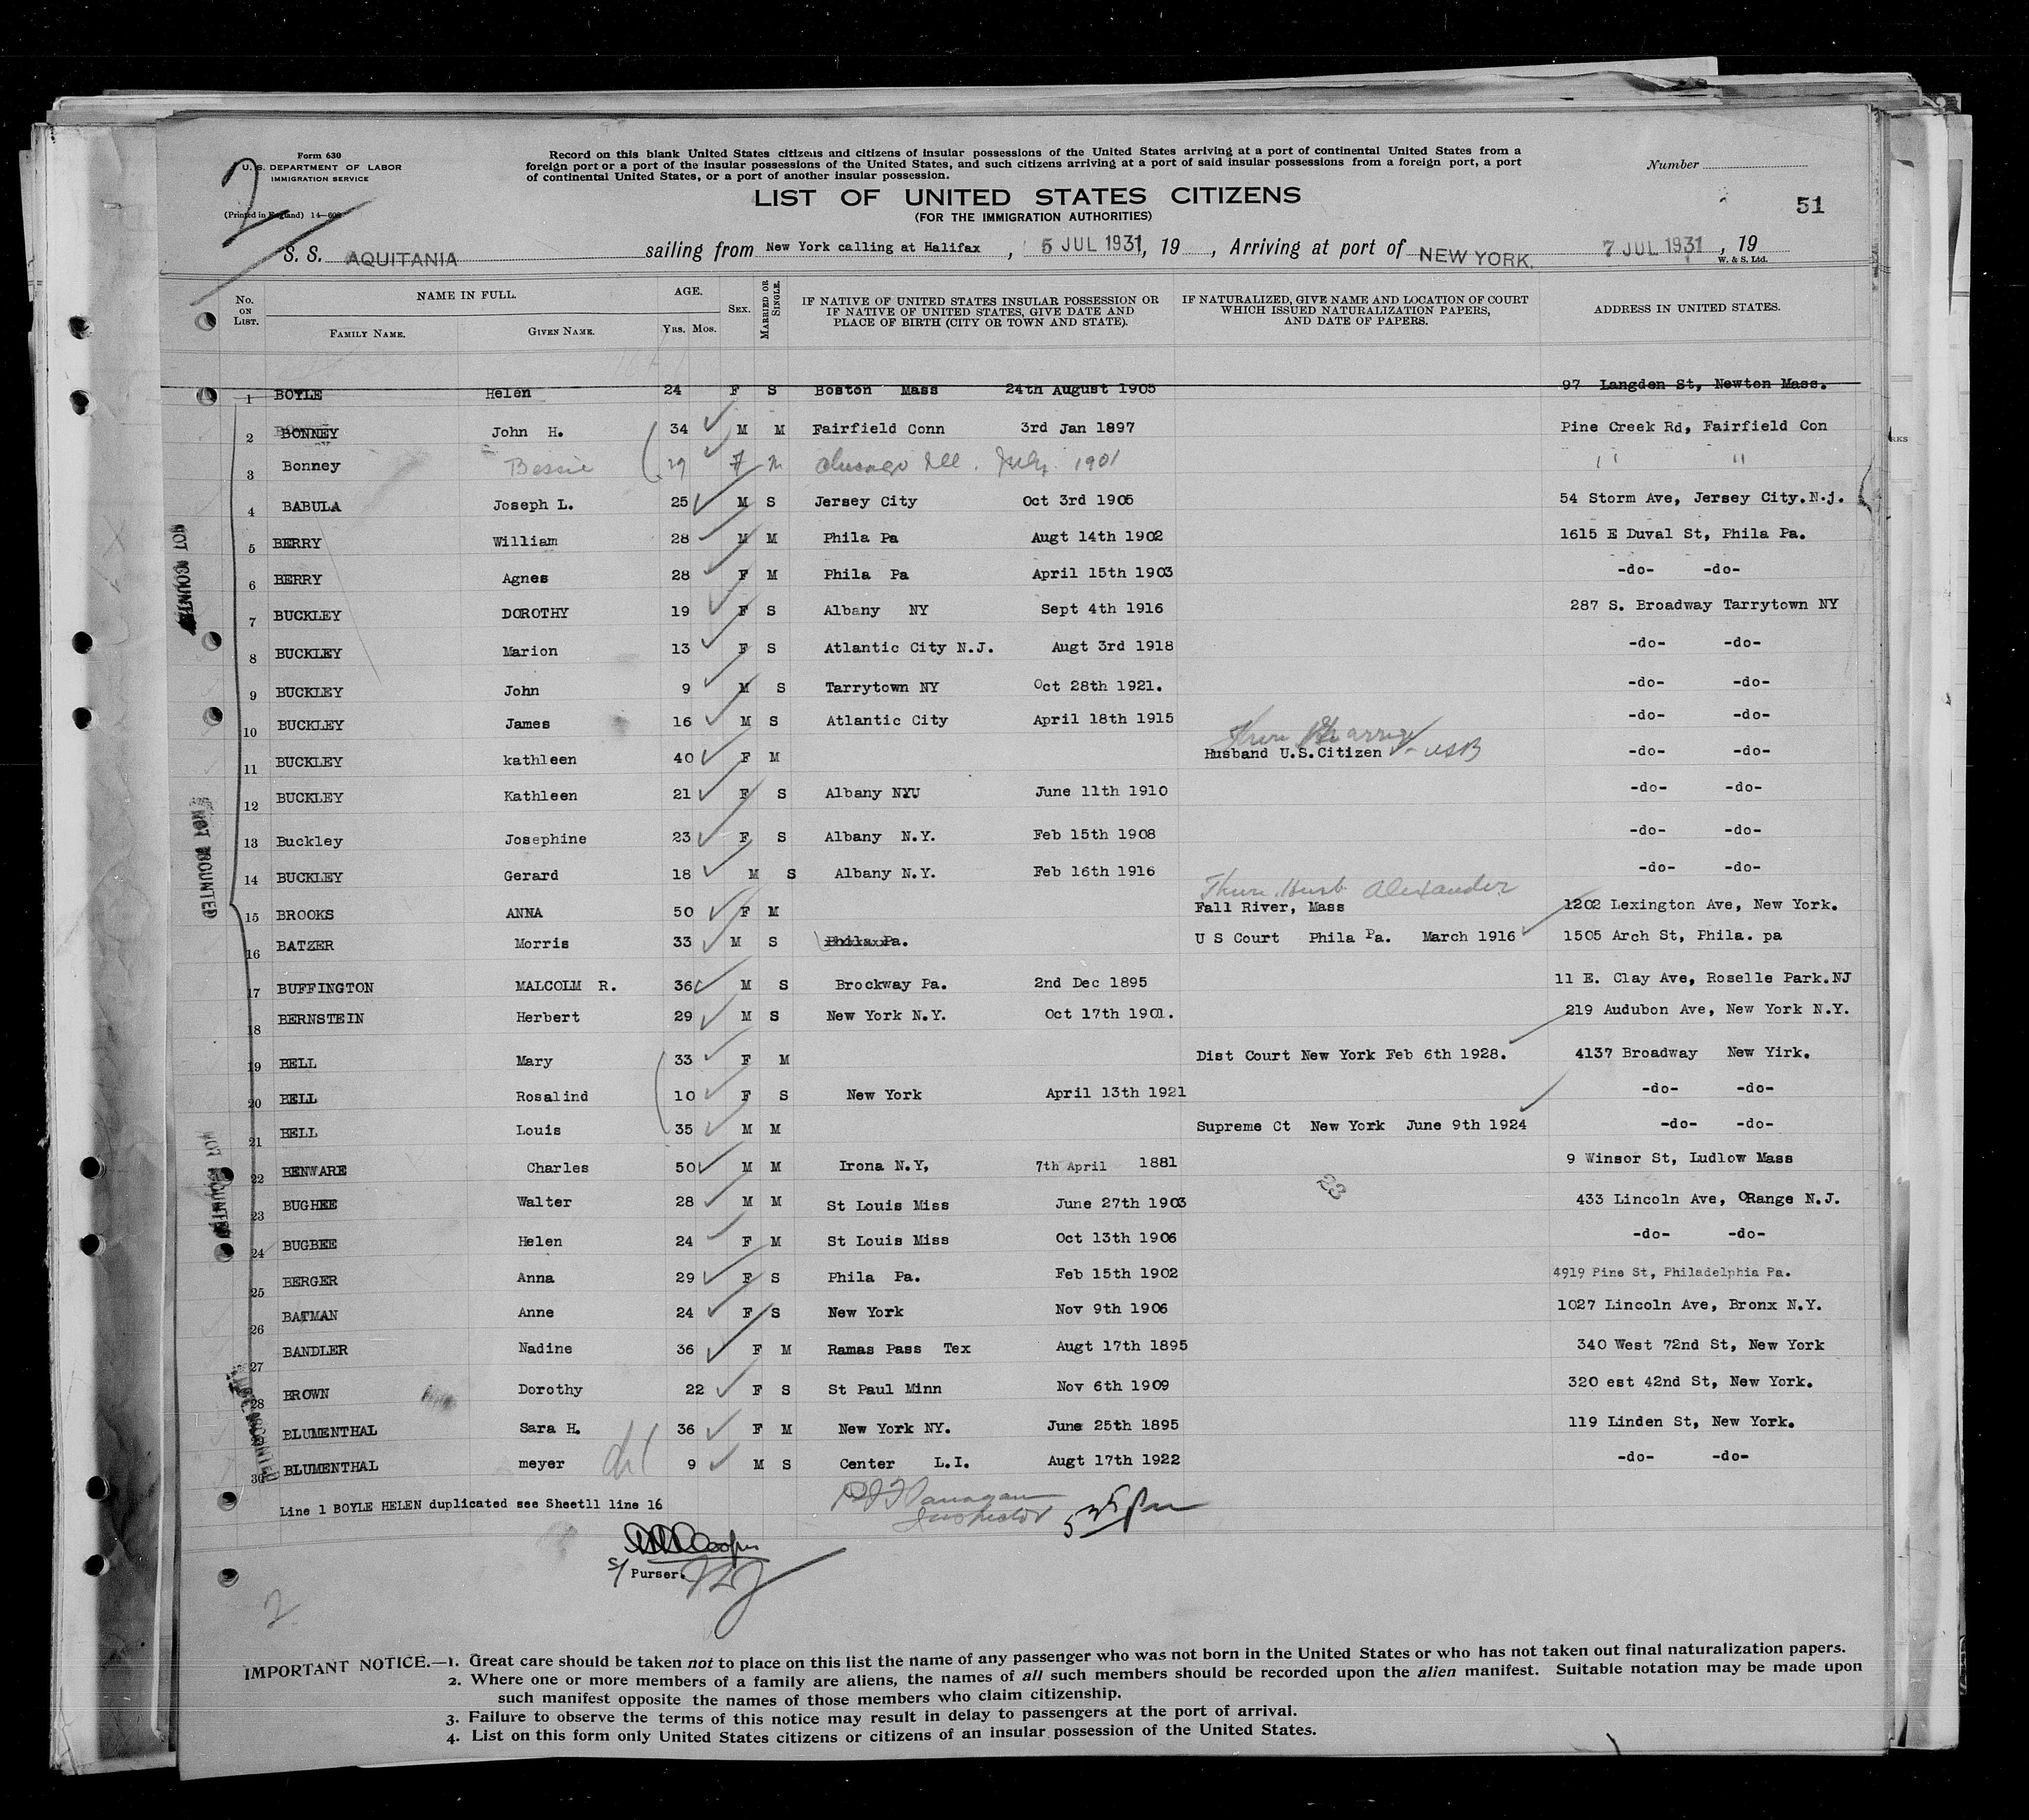 Form 630
U. S. DEPARTMENT OF LABOR
IMMIGRATION SERVICE
(Printed in England) 14—608
2
Record on this blank United States citizens and citizens of insular possessions of the United States arriving at a port of continental United States from a
foreign port or a port of the insular possessions of the United States, and such citizens arriving at a port of said insular possessions from a foreign port, a port
of continental United States, or a port of another insular possession.
Number
LIST OF UNITED STATES CITIZENS
(FOR THE IMMIGRATION AUTHORITIES)
51
S. S. AQUITANIA sailing from New York calling at Halifax , 5 JUL 1931, 19 , Arriving at port of NEW YORK. 7 JUL 1931 , 19
W. & S. Ltd.
No. ON LIST. NAME IN FULL. FAMILY NAME. GIVEN NAME. AGE. YRS. MOS. SEX. MARRIED OR SINGLE. IF NATIVE OF UNITED STATES INSULAR POSSESSION OR IF NATIVE OF UNITED STATES, GIVE DATE AND PLACE OF BIRTH (CITY OR TOWN AND STATE). IF NATURALIZED, GIVE NAME AND LOCATION OF COURT WHICH ISSUED NATURALIZATION PAPERS, AND DATE OF PAPERS. ADDRESS IN UNITED STATES.
1 BOYLE Helen 24 F S Boston Mass 24th August 1905 97 Langden St, Newton Mass.
2 BONNEY John H. 34 M M Fairfield Conn 3rd Jan 1897 Pine Creek Rd, Fairfield Con
3 Bonney Bessie 29 F M Chicago Ill. July 1901 " "
4 BABULA Joseph L. 25 M S Jersey City Oct 3rd 1905 54 Storm Ave, Jersey City.N.j.
5 BERRY William 28 M M Phila Pa Augt 14th 1902 1615 E Duval St, Phila Pa.
6 BERRY Agnes 28 F M Phila Pa April 15th 1903 -do- -do-
7 BUCKLEY DOROTHY 19 F S Albany NY Sept 4th 1916 287 S. Broadway Tarrytown NY
8 BUCKLEY Marion 13 F S Atlantic City N.J. Augt 3rd 1918 -do- -do-
9 BUCKLEY John 9 M S Tarrytown NY Oct 28th 1921. -do- -do-
10 BUCKLEY James 16 M S Atlantic City April 18th 1915 -do- -do-
11 BUCKLEY kathleen 40 F M Husband U.S.Citizen - USB -do- -do-
12 BUCKLEY Kathleen 21 F S Albany NYU June 11th 1910 -do- -do-
13 Buckley Josephine 23 F S Albany N.Y. Feb 15th 1908 -do- -do-
14 BUCKLEY Gerard 18 M S Albany N.Y. Feb 16th 1916 -do- -do-
Thru Husb Alexander
15 BROOKS ANNA 50 F M Fall River, Mass 1202 Lexington Ave, New York.
16 BATZER Morris 33 M S Phila Pa. U S Court Phila Pa. March 1916 1505 Arch St, Phila. pa
17 BUFFINGTON MALCOLM R. 36 M S Brockway Pa. 2nd Dec 1895 11 E. Clay Ave, Roselle Park.NJ
18 BERNSTEIN Herbert 29 M S New York N.Y. Oct 17th 1901. 219 Audubon Ave, New York N.Y.
19 BELL Mary 33 F M Dist Court New York Feb 6th 1928. 4137 Broadway New Yirk.
20 BELL Rosalind 10 F S New York April 13th 1921 -do- -do-
21 BELL Louis 35 M M Supreme Ct New York June 9th 1924 -do- -do-
22 BENWARE Charles 50 M M Irona N.Y, 7th April 1881 9 Winsor St, Ludlow Mass
23
23 BUGHEE Walter 28 M M St Louis Miss June 27th 1903 433 Lincoln Ave, ORange N.J.
24 BUGBEE Helen 24 F M St Louis Miss Oct 13th 1906 -do- -do-
25 BERGER Anna 29 F S Phila Pa. Feb 15th 1902 4919 Pine St, Philadelphia Pa.
26 BATMAN Anne 24 F S New York Nov 9th 1906 1027 Lincoln Ave, Bronx N.Y.
27 BANDLER Nadine 36 F M Ramas Pass Tex Augt 17th 1895 340 West 72nd St, New York
28 BROWN Dorothy 22 F S St Paul Minn Nov 6th 1909 320 est 42nd St, New York.
29 BLUMENTHAL Sara H. 36 F M New York NY. June 25th 1895 119 Linden St, New York.
30 BLUMENTHAL meyer 9 M S Center L.I. Augt 17th 1922 -do- -do-
NOT COUNTED
NOT COUNTED
NOT COUNTED
NOT COUNTED
Line 1 BOYLE HELEN duplicated see Sheet11 line 16
Inspector
Cooper
S/ Purser.
2
IMPORTANT NOTICE.—1. Great care should be taken not to place on this list the name of any passenger who was not born in the United States or who has not taken out final naturalization papers.
2. Where one or more members of a family are aliens, the names of all such members should be recorded upon the alien manifest. Suitable notation may be made upon
such manifest opposite the names of those members who claim citizenship.
3. Failure to observe the terms of this notice may result in delay to passengers at the port of arrival.
4. List on this form only United States citizens or citizens of an insular possession of the United States.